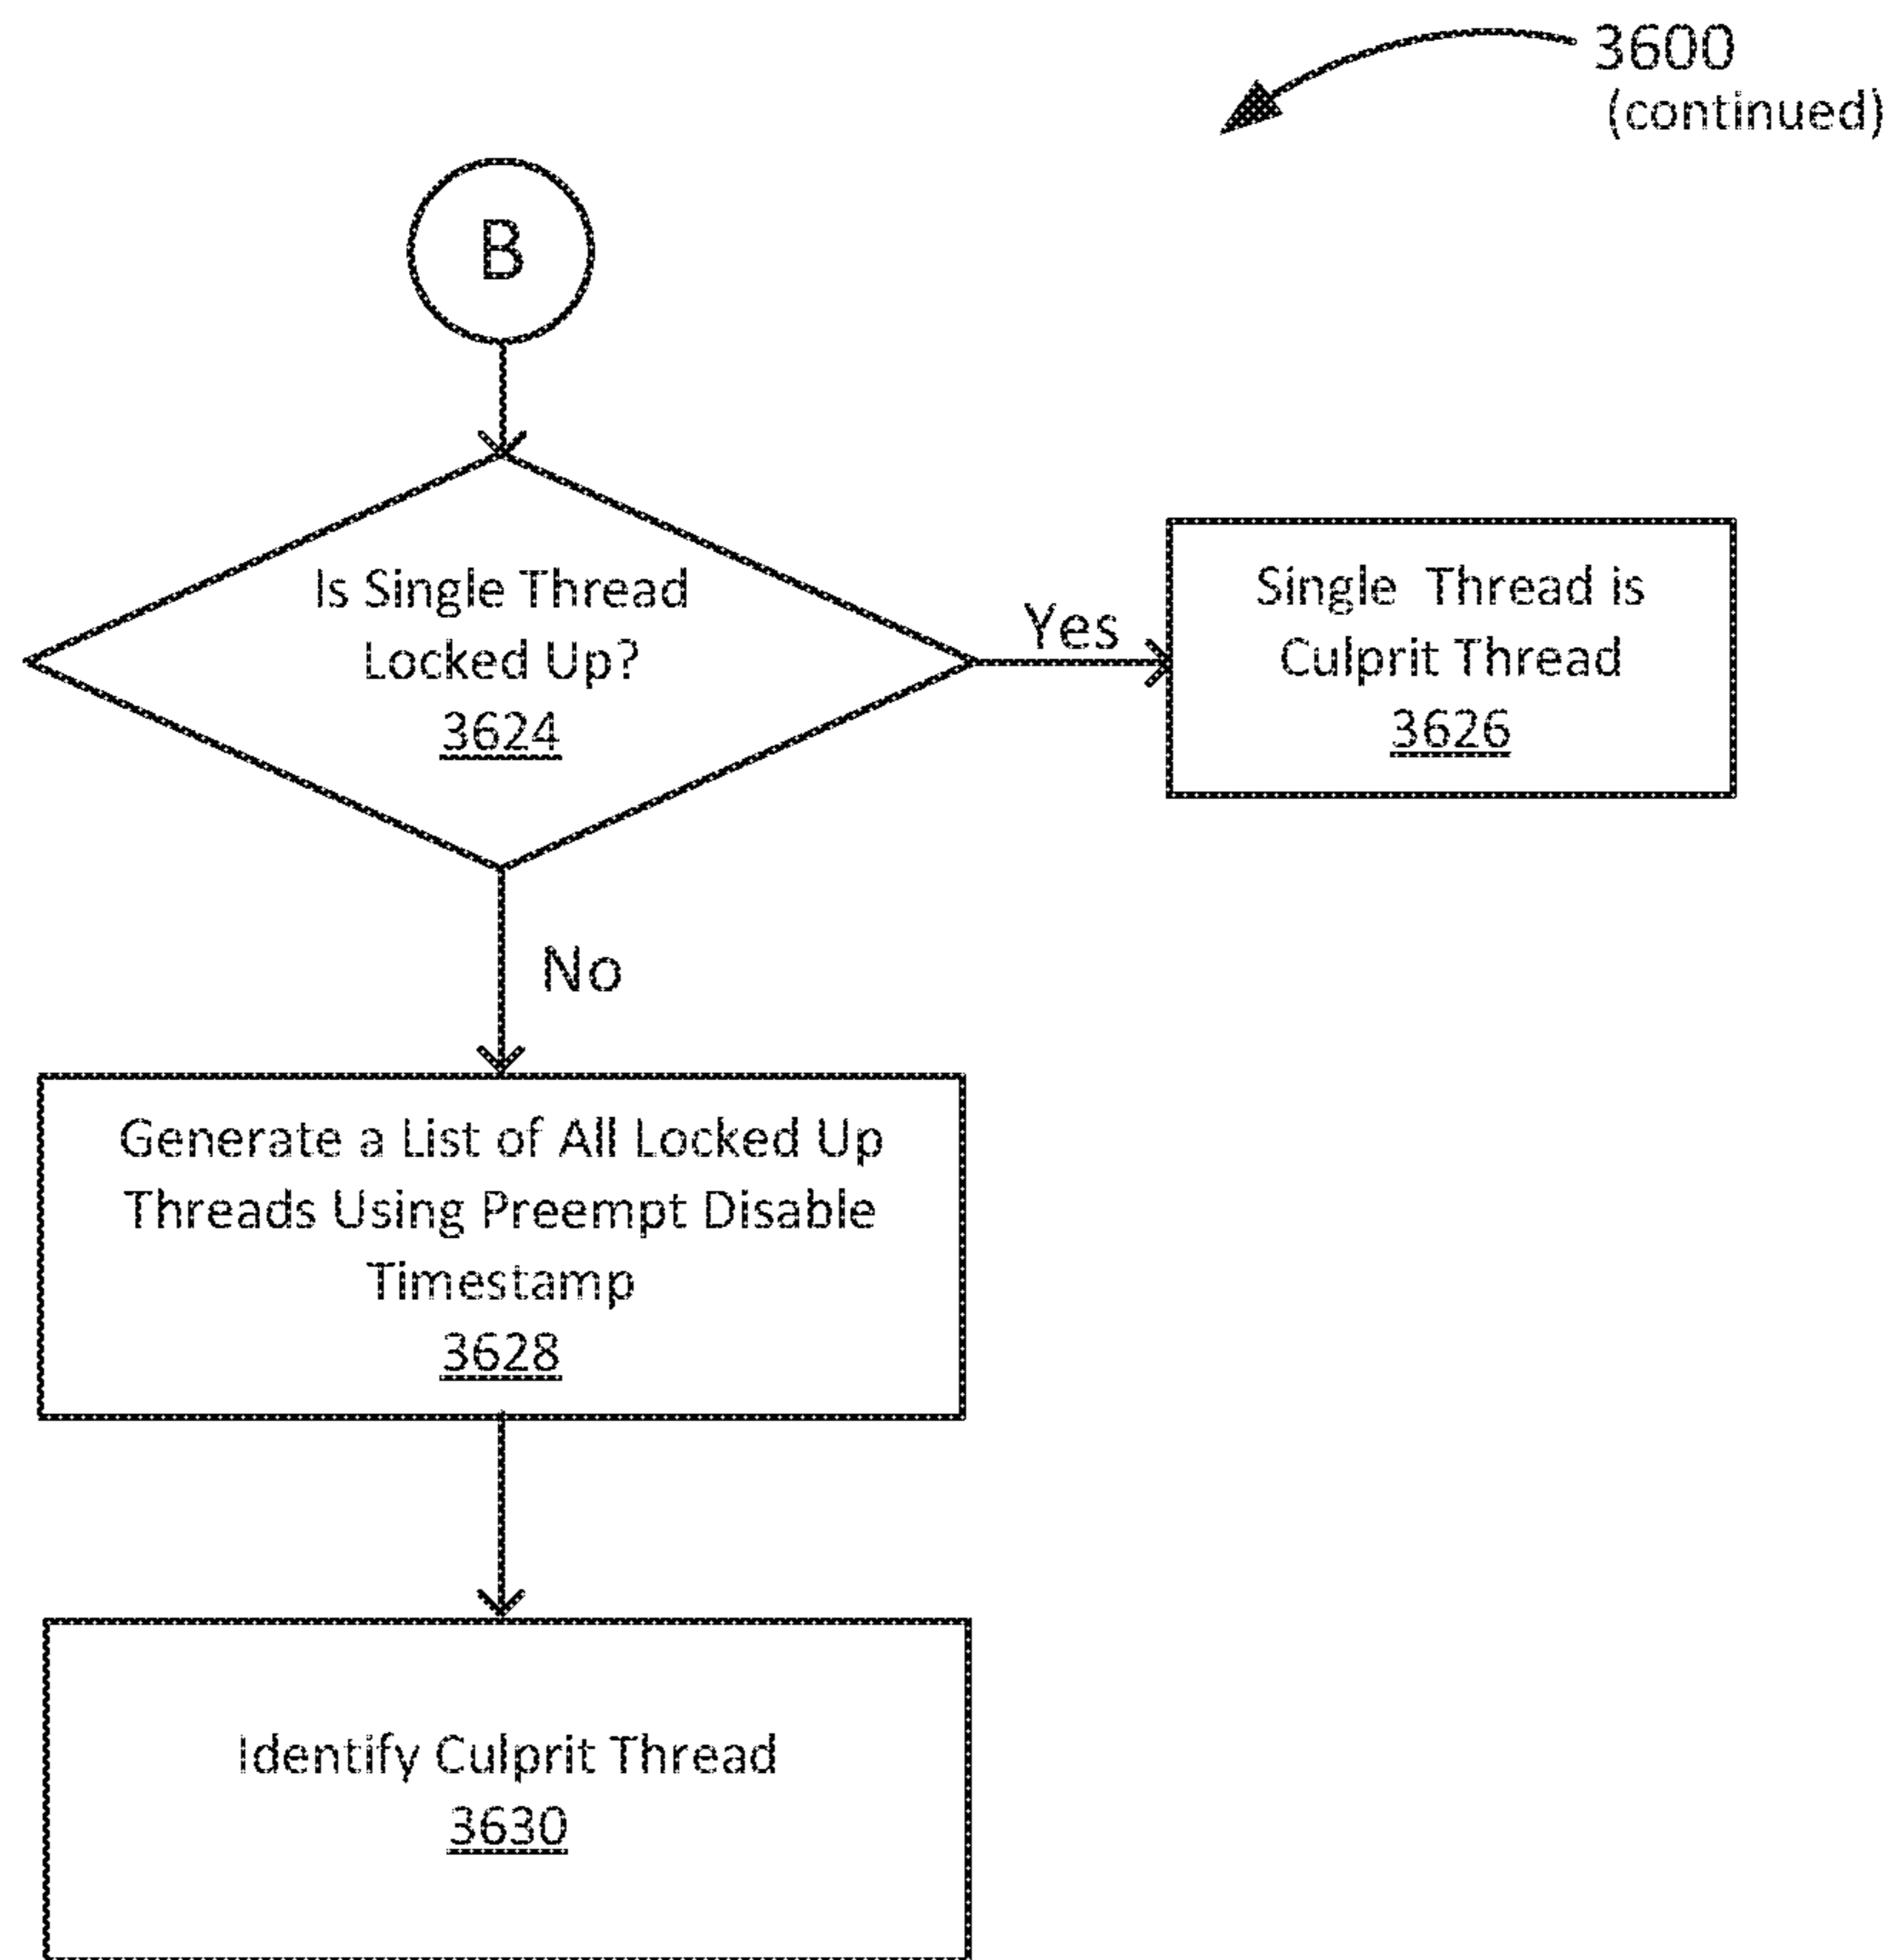 3600
(continued)
B
Is Single Thread
Locked Up?
3624
Yes
Single Thread is
Culprit Thread
3626
No
Generate a List of All Locked Up
Threads Using Preempt Disable
Timestamp
3628
Identify Culprit Thread
3630